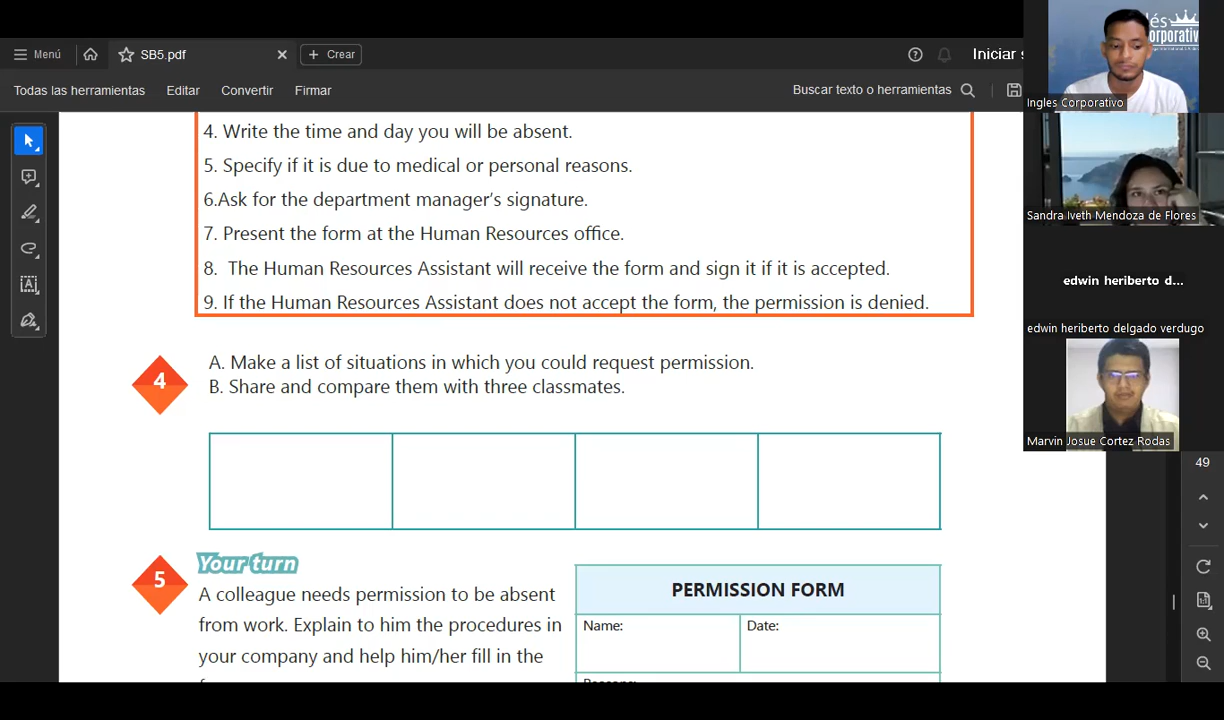 Menú
SB5.pdf
Crear
Iniciar s
Todas las herramientas
Editar
Convertir
Firmar
Buscar texto o herramientas
4. Write the time and day you will be absent.
5. Specify if it is due to medical or personal reasons.
6.Ask for the department manager's signature.
7. Present the form at the Human Resources office.
8. The Human Resources Assistant will receive the form and sign it if it is accepted.
9. If the Human Resources Assistant does not accept the form, the permission is denied.
4
A. Make a list of situations in which you could request permission.
B. Share and compare them with three classmates.
5
Your turn
A colleague needs permission to be absent
from work. Explain to him the procedures in
your company and help him/her fill in the
PERMISSION FORM
Name:
Date:
Ingles Corporativo
Sandra Iveth Mendoza de Flores
edwin heriberto d...
edwin heriberto delgado verdugo
Marvin Josue Cortez Rodas
49